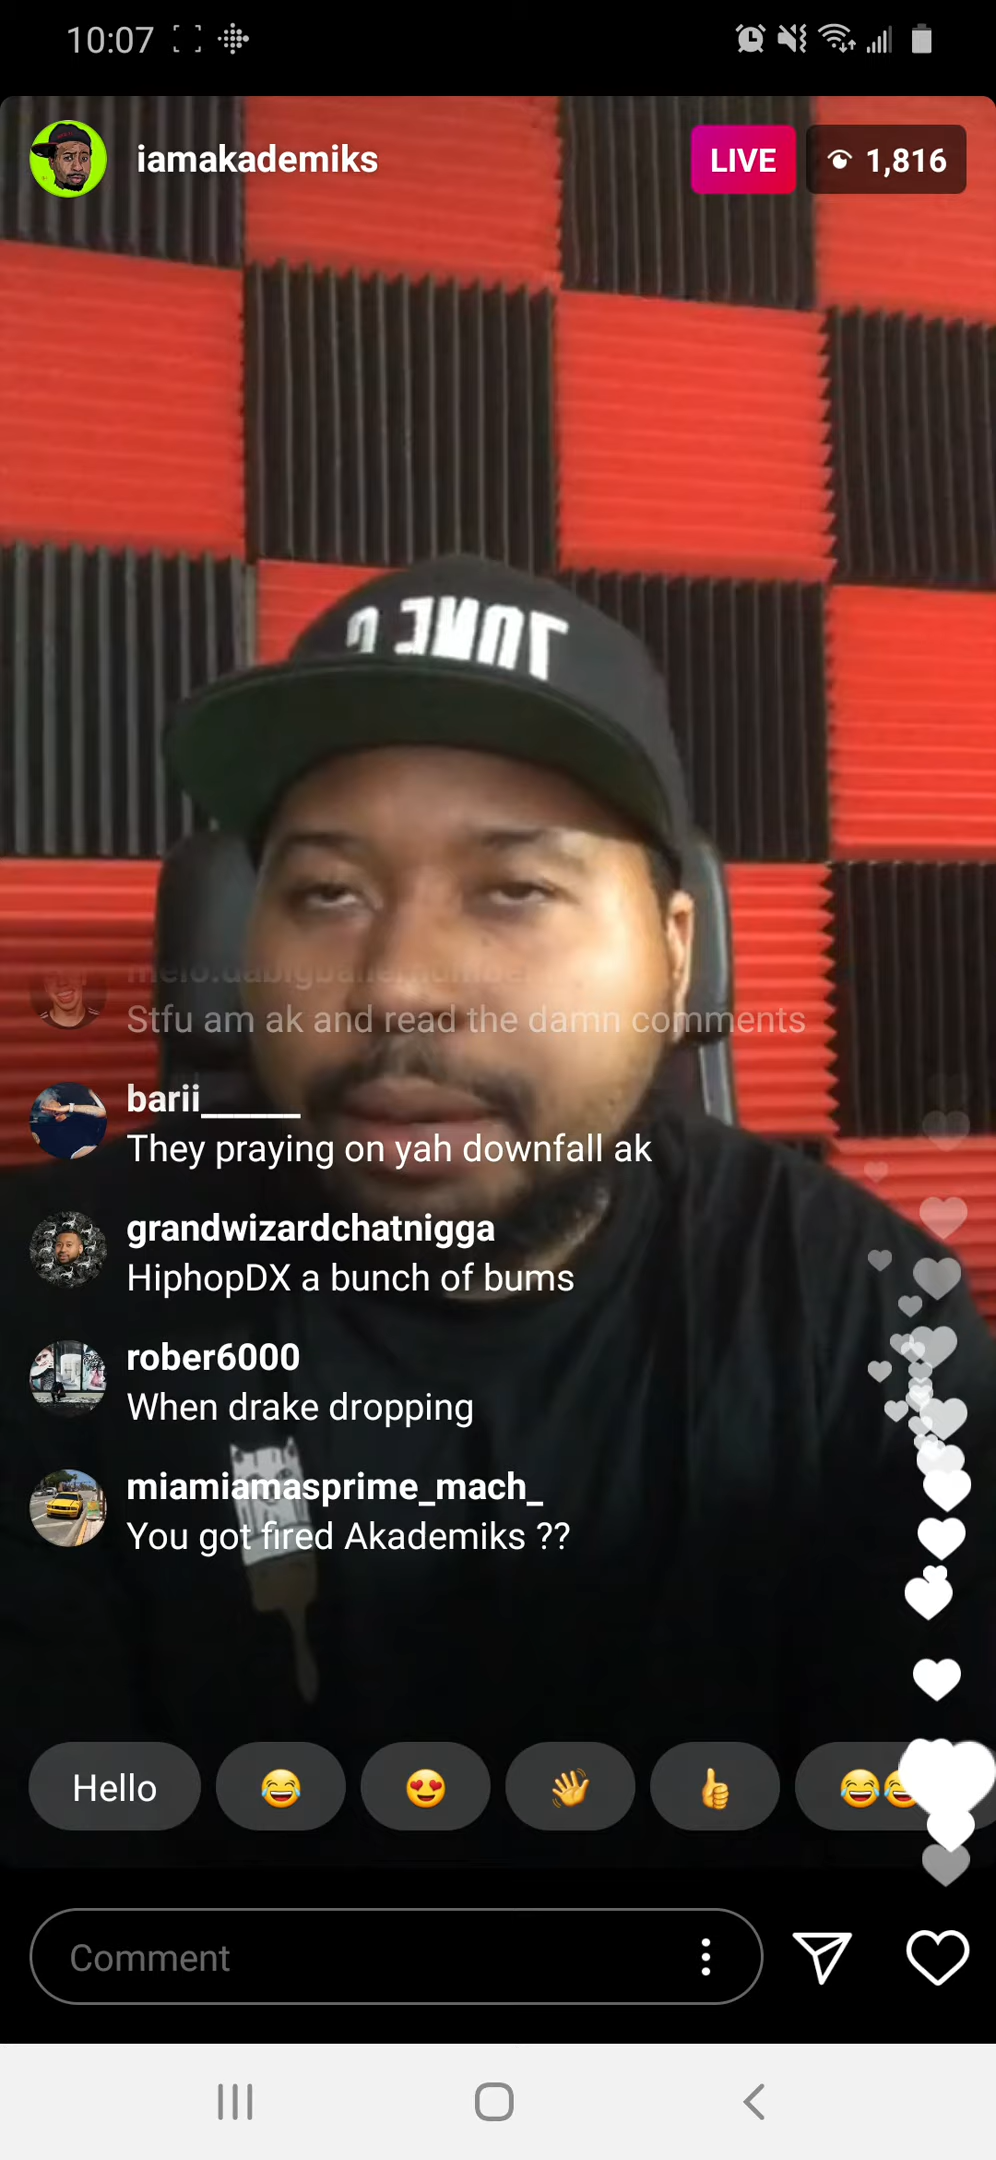 10:07
iamakademiks
LIVE
1,816
Stfu am ak and read the damn comments
barii______
They praying on yah downfall ak
grandwizardchatnigga
HiphopDX a bunch of bums
rober6000
When drake dropping
miamiamasprime_mach_
You got fired Akademiks ??
Hello
Comment